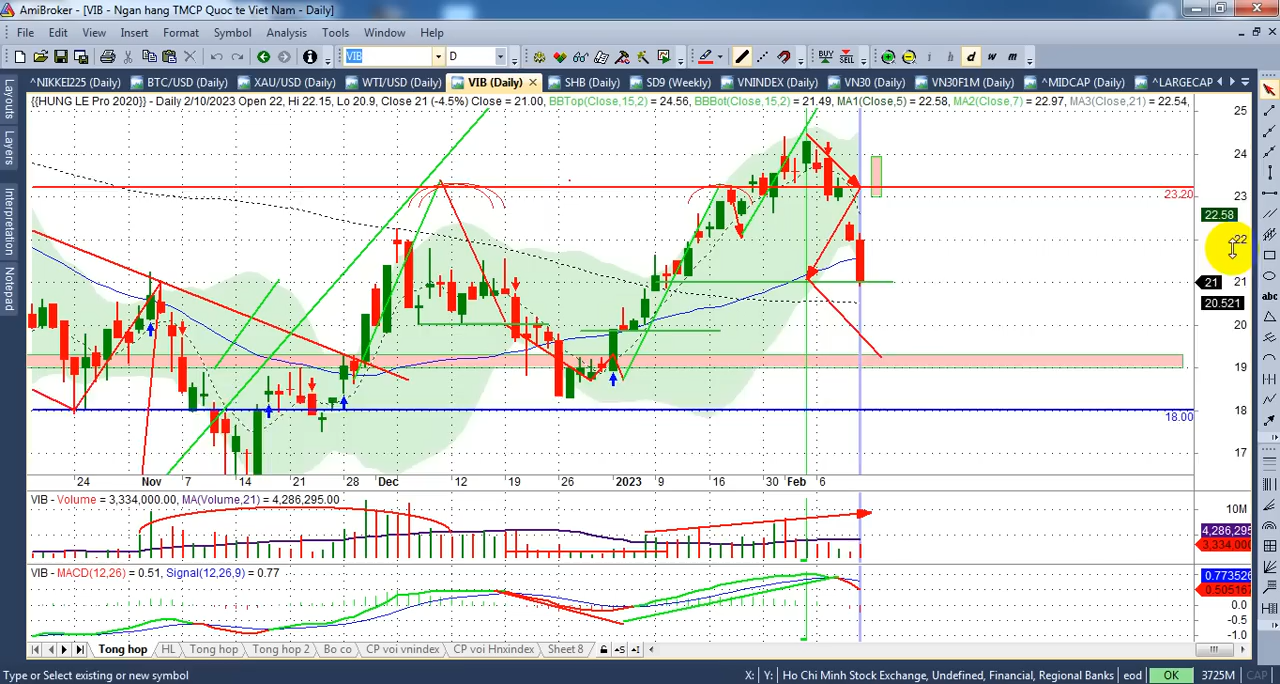 AmiBroker - [VIB - Ngan hang TMCP Quoc te Viet Nam - Daily]
File Edit View Insert Format Symbol Analysis Tools Window Help
VIB D BUY SELL i h d w m
^NIKKEI225 (Daily) BTC/USD (Daily) XAU/USD (Daily) WTI/USD (Daily) VIB (Daily) SHB (Daily) SD9 (Weekly) VNINDEX (Daily) VN30 (Daily) VN30F1M (Daily) ^MIDCAP (Daily) ^LARGECAP
{{HUNG LE Pro 2020}} - Daily 2/10/2023 Open 22, Hi 22.15, Lo 20.9, Close 21 (-4.5%) Close = 21.00, BBTop(Close,15,2) = 24.56, BBBot(Close,15,2) = 21.49, MA1(Close,5) = 22.58, MA2(Close,7) = 22.97, MA3(Close,21) = 22.54,
Layouts
Layers
Interpretation
Notepad
25
24
23.20
23
22.58
22
21
21
20.521
20
19
18
18.00
17
abc
24 Nov 7 14 21 28 Dec 12 19 26 2023 9 16 30 Feb 6
VIB - Volume = 3,334,000.00, MA(Volume,21) = 4,286,295.00
10M
4,286,295
3,334,000
VIB - MACD(12,26) = 0.51, Signal(12,26,9) = 0.77
0.773526
0.505167
0.0
-0.5
-1.0
Tong hop HL Tong hop Tong hop 2 Bo co CP voi vnindex CP voi Hnxindex Sheet 8
Type or Select existing or new symbol X: Y: Ho Chi Minh Stock Exchange, Undefined, Financial, Regional Banks eod OK 3725M CAP